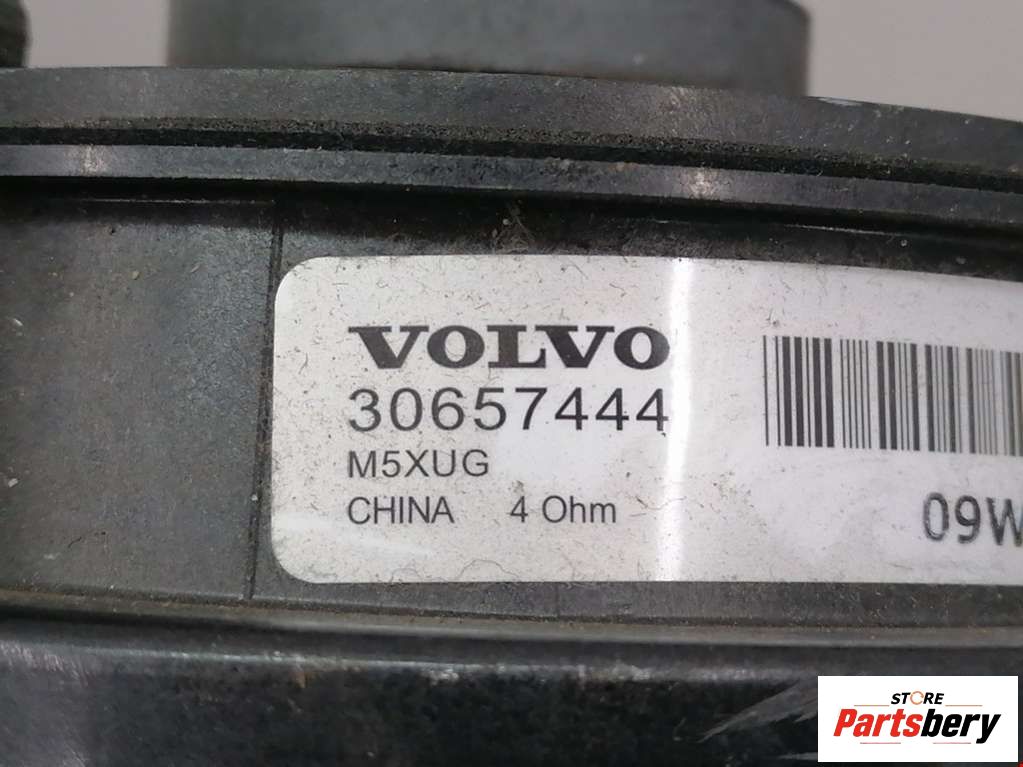 VOLVO
30657444
M5XUG
CHINA 4 Ohm
09W
STORE
Partsbery